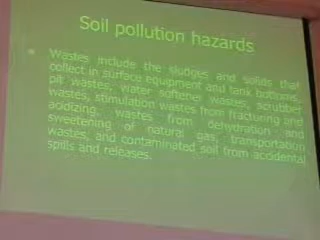 Soil pollution hazards
Wastes include the sludges and solids that
collect in surface equipment and tank bottoms,
pit wastes, water softener wastes, scrubber
wastes, stimulation wastes from fracturing and
acidizing, wastes from dehydration and
sweetening of natural gas, transportation
wastes, and contaminated soil from accidental
spills and releases.